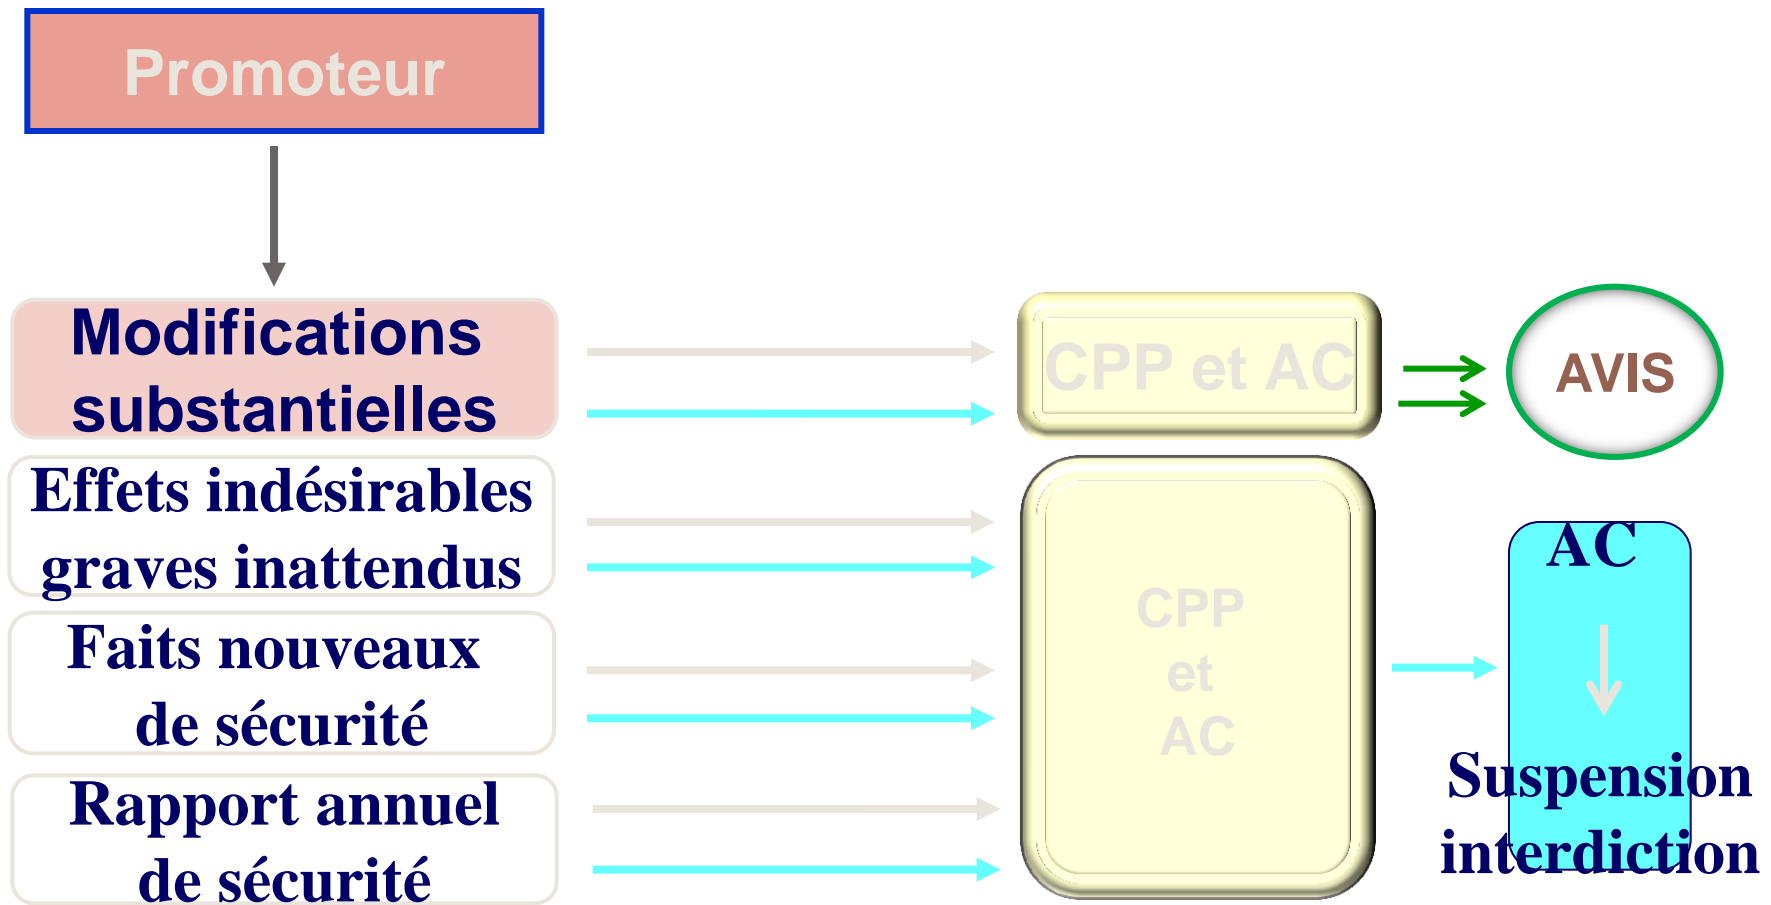 Promoteur
Modifications
substantielles
CPP et AC
AVIS
Effets indésirables
graves inattendus
Faits nouveaux
de sécurité
Rapport annuel
de sécurité
CPP
et
AC
AC
Suspension
interdiction